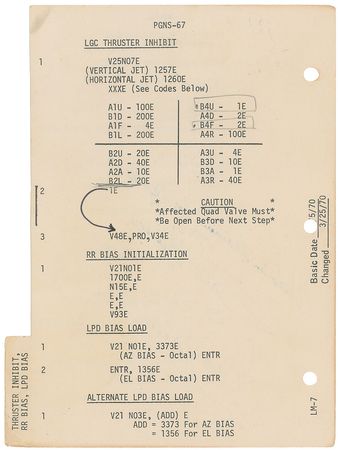 PGNS-67
LGC THRUSTER INHIBIT
1 V25N07E
(VERTICAL JET) 1257E
(HORIZONTAL JET) 1260E
XXXE (See Codes Below)
A1U - 100E B4U - 1E
B1D - 200E A4D - 2E
A1F - 4E B4F - 2E
B1L - 20E A4R - 100E
B2U - 20E A3U - 4E
A2D - 40E B3D - 10E
A2A - 10E B3A - 1E
B2L - 20E A3R - 40E
2 1E
* CAUTION *
*Affected Quad Valve Must*
*Be Open Before Next Step*
3 V48E,PRO,V34E
RR BIAS INITIALIZATION
1 V21N01E
1700E,E
N15E,E
E,E
E,E
V93E
LPD BIAS LOAD
1 V21 N01E, 3373E
(AZ BIAS - Octal) ENTR
2 ENTR, 1356E
(EL BIAS - Octal) ENTR
ALTERNATE LPD BIAS LOAD
1 V21 N03E, (ADD) E
ADD = 3373 For AZ BIAS
= 1356 For EL BIAS
THRUSTER INHIBIT,
RR BIAS, LPD BIAS
Basic Date 5/70
Changed 3/25/70
LM-7